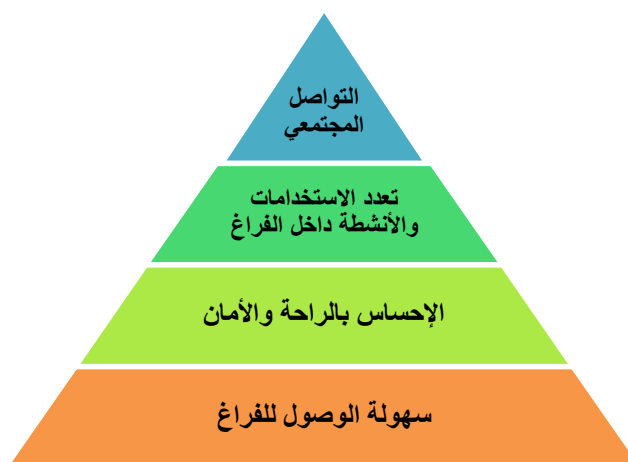 التواصل
المجتمعي
تعدد الاستخدامات
والأنشطة داخل الفراغ
الإحساس بالراحة والأمان
سهولة الوصول للفراغ